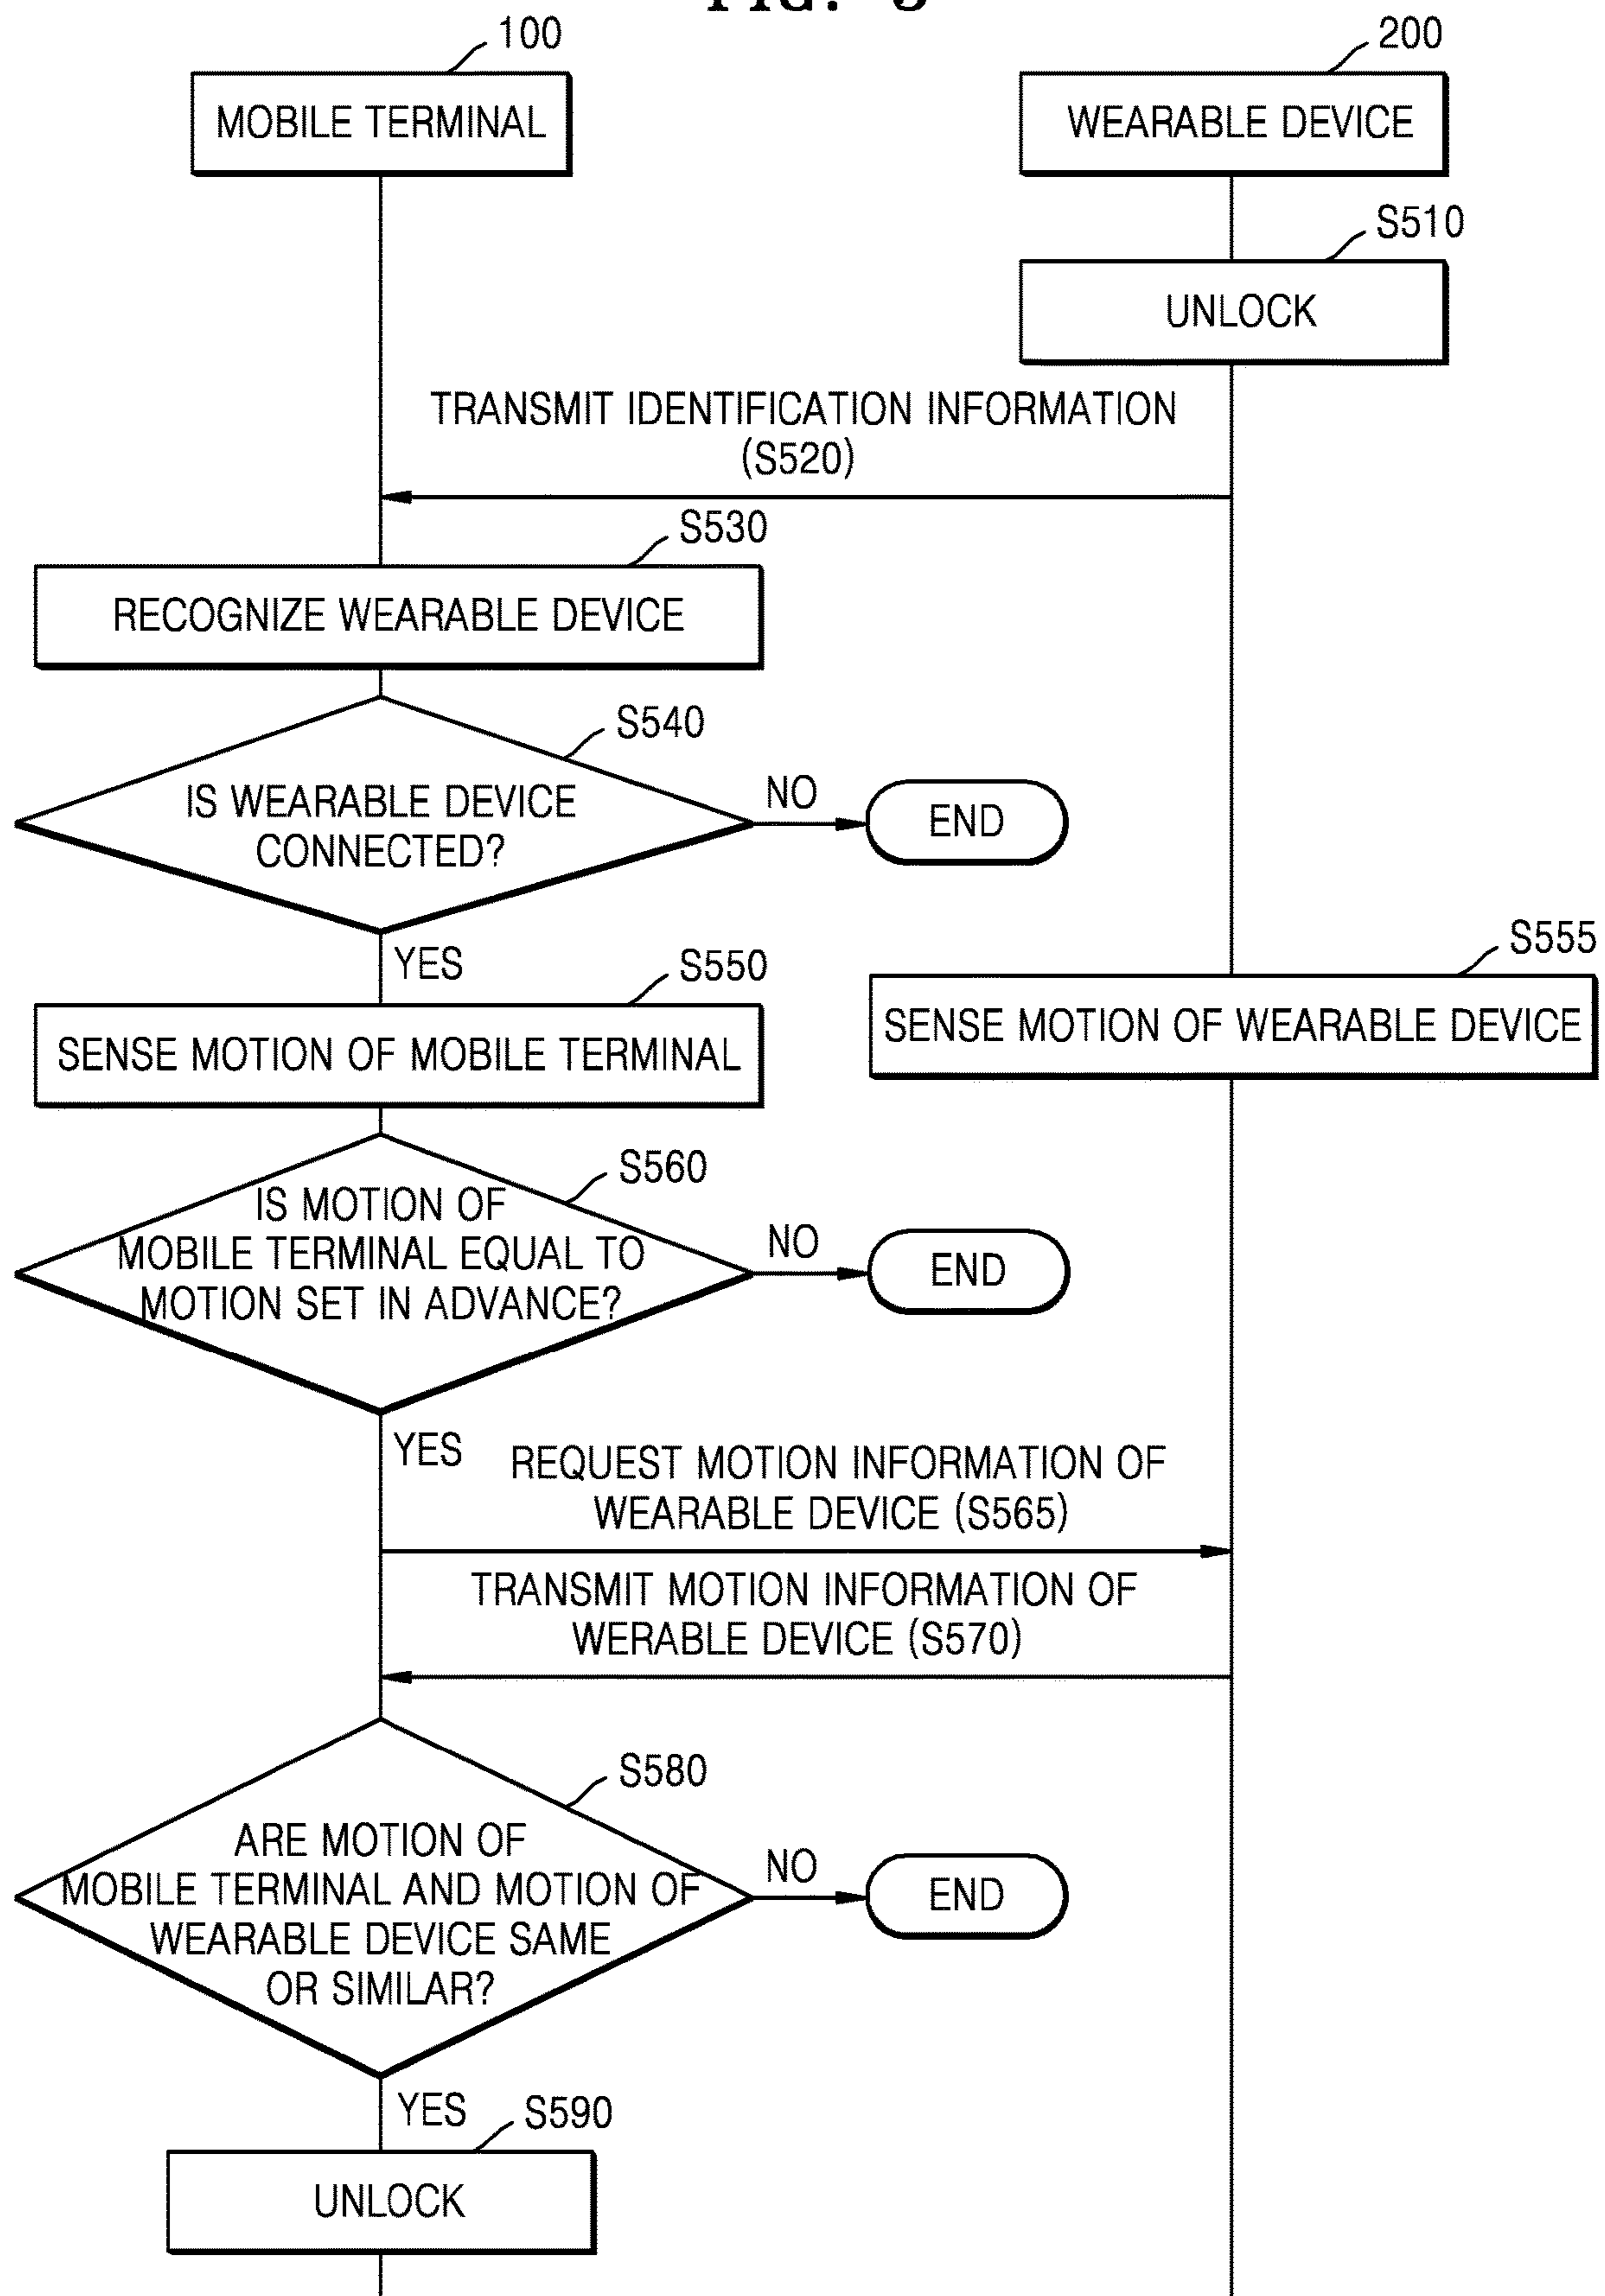 100
200
MOBILE TERMINAL
WEARABLE DEVICE
S510
UNLOCK
TRANSMIT IDENTIFICATION INFORMATION
(S520)
S530
RECOGNIZE WEARABLE DEVICE
S540
IS WEARABLE DEVICE
CONNECTED?
NO
END
YES
S550
S555
SENSE MOTION OF MOBILE TERMINAL
SENSE MOTION OF WEARABLE DEVICE
S560
IS MOTION OF
MOBILE TERMINAL EQUAL TO
MOTION SET IN ADVANCE?
NO
END
YES
REQUEST MOTION INFORMATION OF
WEARABLE DEVICE (S565)
TRANSMIT MOTION INFORMATION OF
WERABLE DEVICE (S570)
S580
ARE MOTION OF
MOBILE TERMINAL AND MOTION OF
WEARABLE DEVICE SAME
OR SIMILAR?
NO
END
YES
S590
UNLOCK